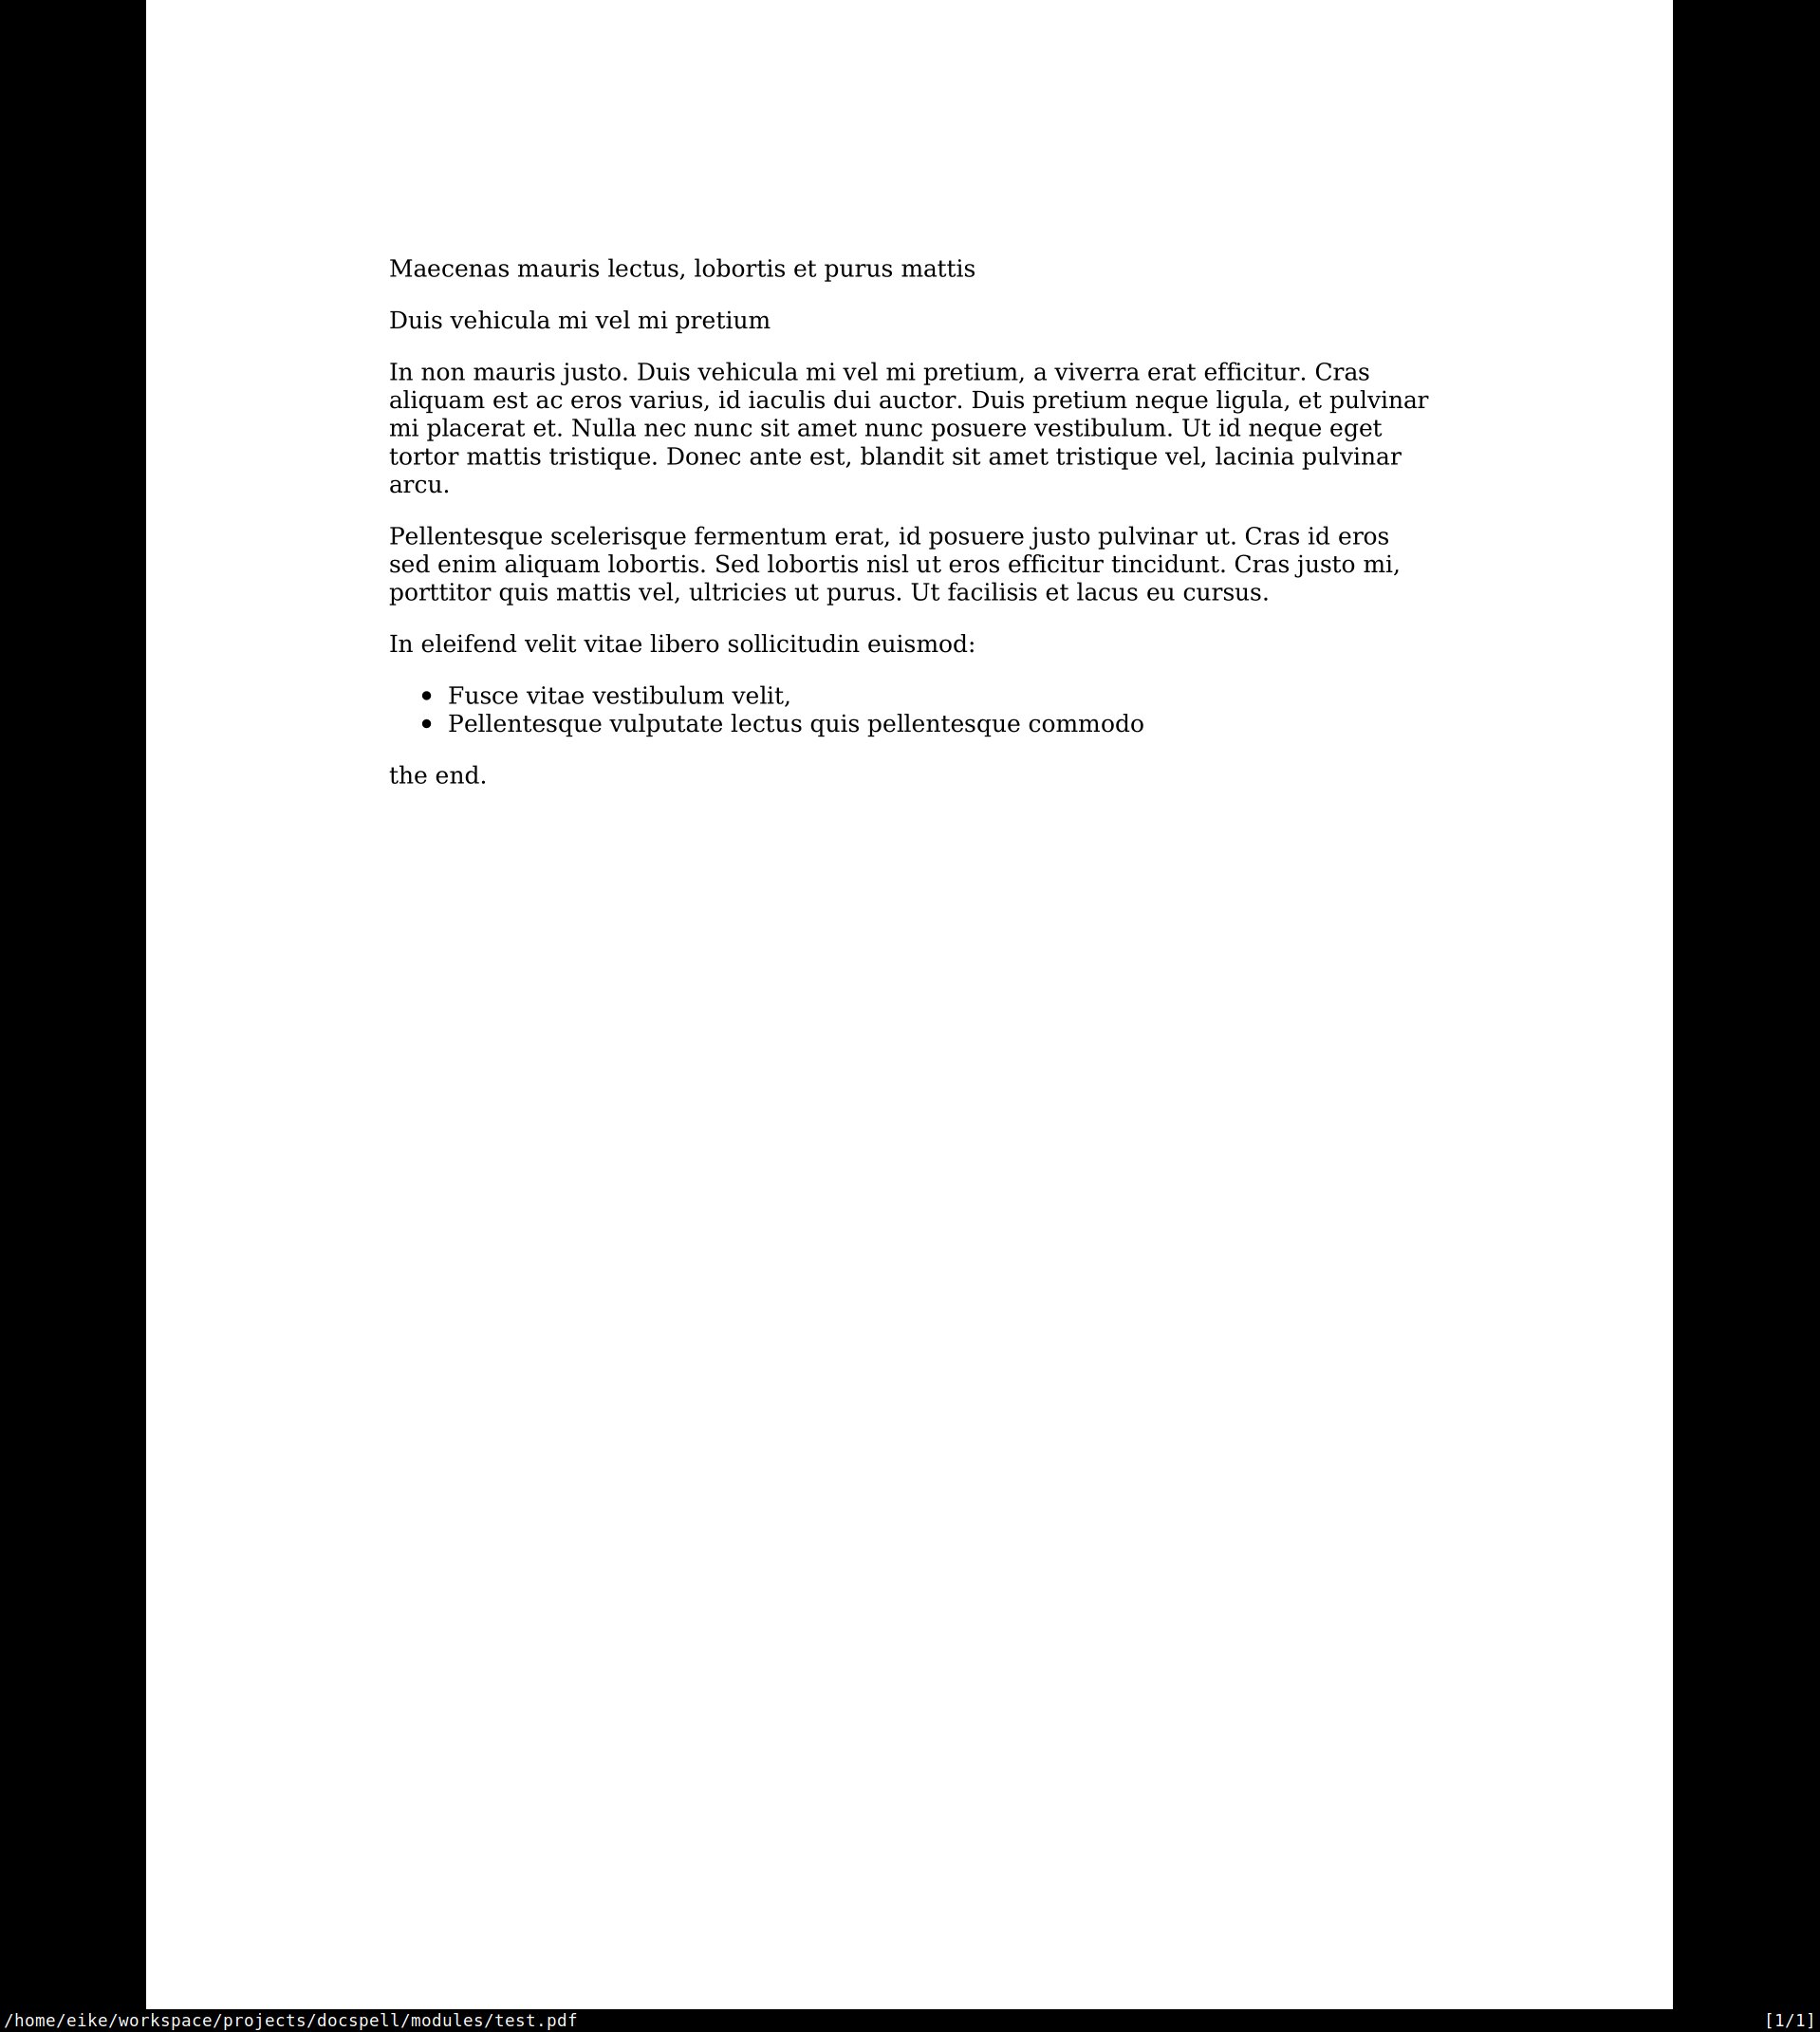 Maecenas mauris lectus, lobortis et purus mattis
Duis vehicula mi vel mi pretium
In non mauris justo. Duis vehicula mi vel mi pretium, a viverra erat efficitur. Cras
aliquam est ac eros varius, id iaculis dui auctor. Duis pretium neque ligula, et pulvinar
mi placerat et. Nulla nec nunc sit amet nunc posuere vestibulum. Ut id neque eget
tortor mattis tristique. Donec ante est, blandit sit amet tristique vel, lacinia pulvinar
arcu.
Pellentesque scelerisque fermentum erat, id posuere justo pulvinar ut. Cras id eros
sed enim aliquam lobortis. Sed lobortis nisl ut eros efficitur tincidunt. Cras justo mi,
porttitor quis mattis vel, ultricies ut purus. Ut facilisis et lacus eu cursus.
In eleifend velit vitae libero sollicitudin euismod:
• Fusce vitae vestibulum velit,
• Pellentesque vulputate lectus quis pellentesque commodo
the end.
/home/eike/workspace/projects/docspell/modules/test.pdf [1/1]